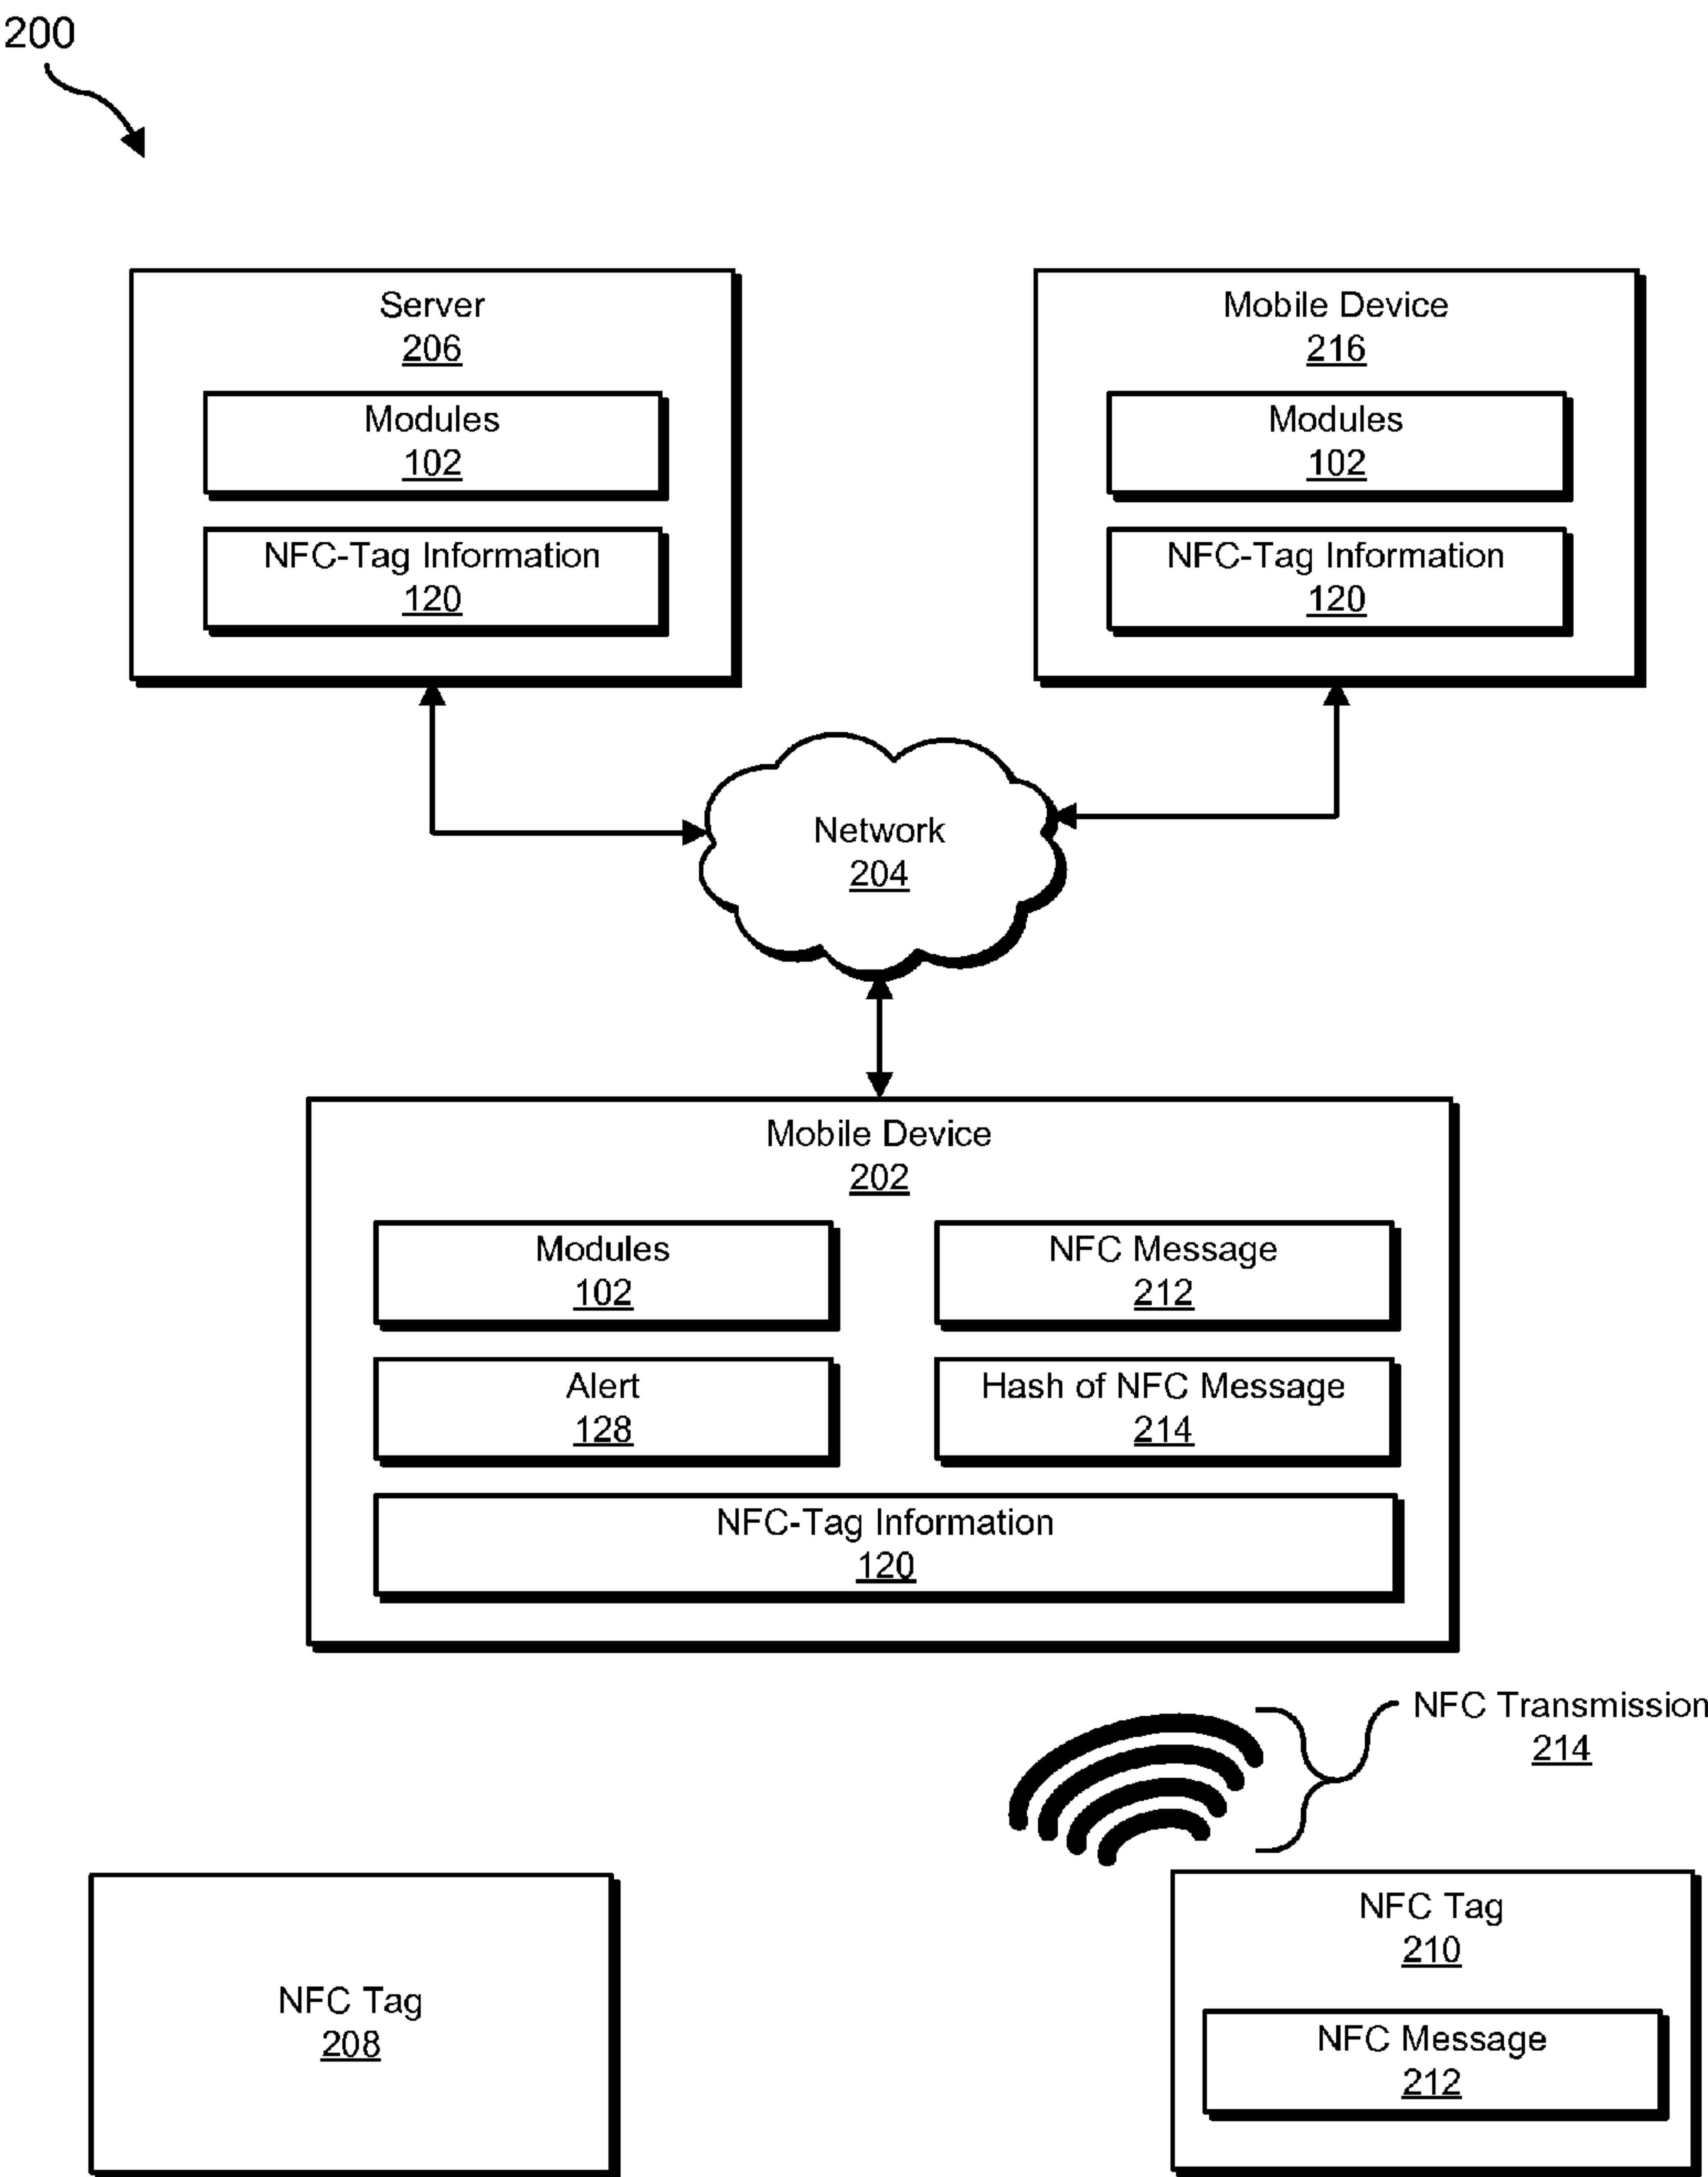 200
Server
206
Modules
102
NFC-Tag Information
120
Mobile Device
216
Modules
102
NFC-Tag Information
120
Network
204
Mobile Device
202
Modules
102
NFC Message
212
Alert
128
Hash of NFC Message
214
NFC-Tag Information
120
NFC Transmission
214
NFC Tag
208
NFC Tag
210
NFC Message
212